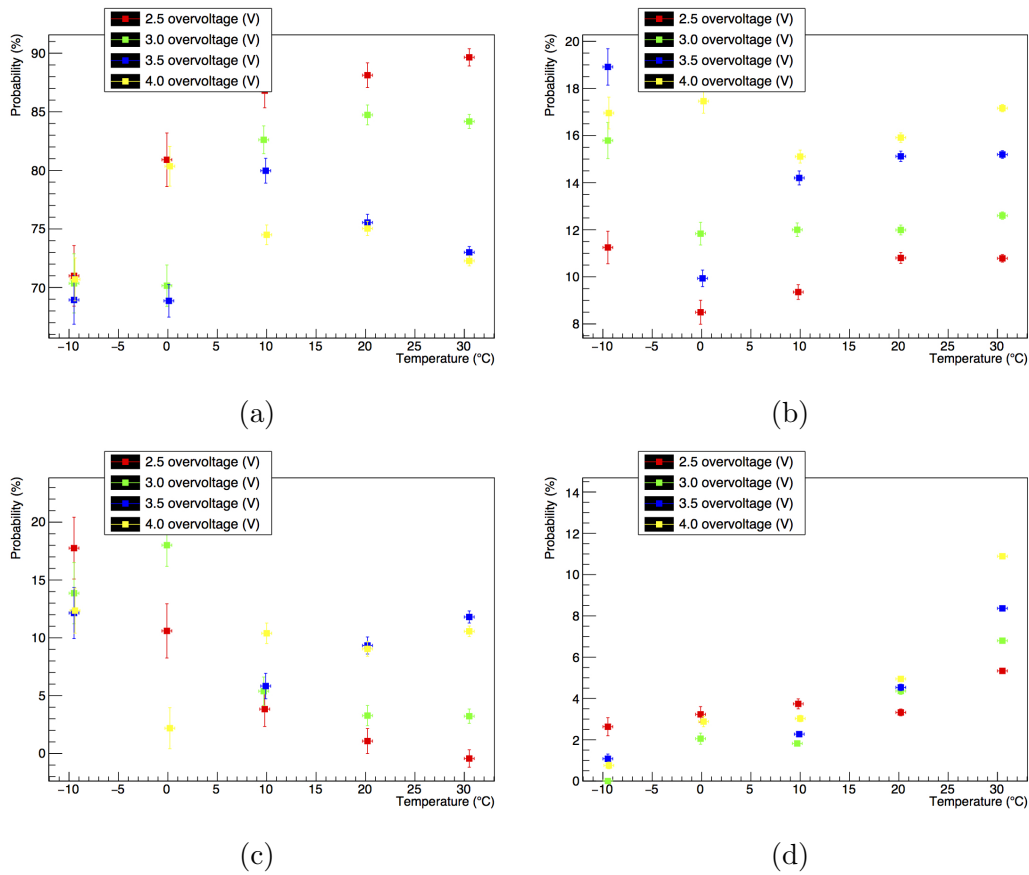 2.5 overvoltage (V)
3.0 overvoltage (V)
3.5 overvoltage (V)
4.0 overvoltage (V)
Probability (%)
90
85
80
75
70
−10
−5
0
5
10
15
20
25
30
Temperature (°C)
(a)
2.5 overvoltage (V)
3.0 overvoltage (V)
3.5 overvoltage (V)
4.0 overvoltage (V)
Probability (%)
20
18
16
14
12
10
8
−10
−5
0
5
10
15
20
25
30
Temperature (°C)
(b)
2.5 overvoltage (V)
3.0 overvoltage (V)
3.5 overvoltage (V)
4.0 overvoltage (V)
Probability (%)
20
15
10
5
0
−10
−5
0
5
10
15
20
25
30
Temperature (°C)
(c)
2.5 overvoltage (V)
3.0 overvoltage (V)
3.5 overvoltage (V)
4.0 overvoltage (V)
Probability (%)
14
12
10
8
6
4
2
0
−10
−5
0
5
10
15
20
25
30
Temperature (°C)
(d)